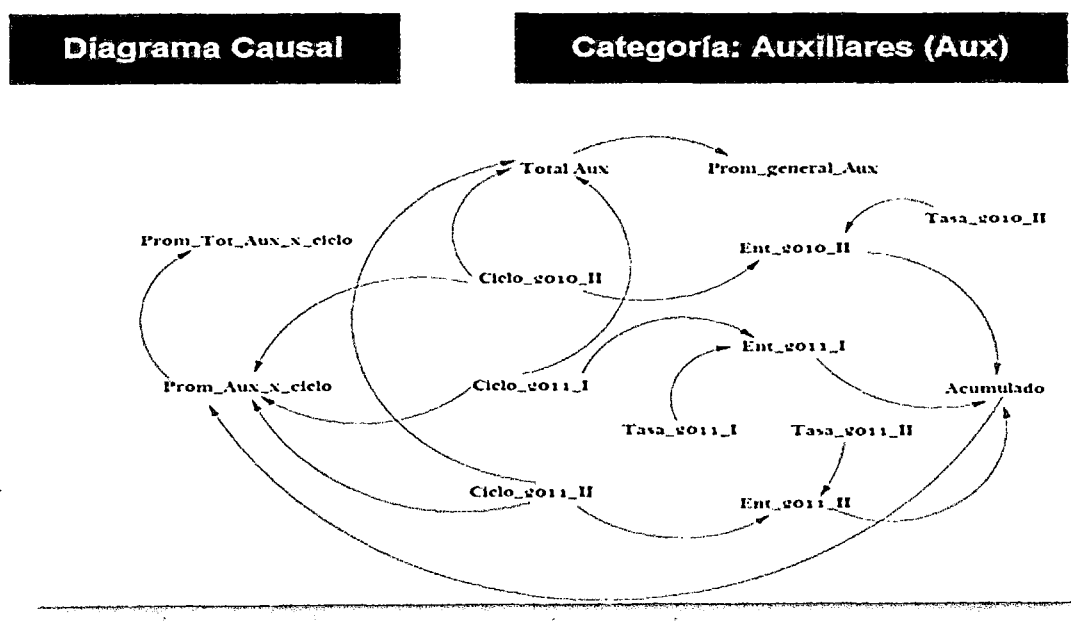 Diagrama Causal
Categoría: Auxiliares (Aux)
Total Aux
Prom_general_Aux
Tasa_2010_II
Prom_Tot_Aux_x_ciclo
Ent_2010_II
Ciclo_2010_II
Ent_2011_I
Prom_Aux_x_ciclo
Ciclo_2011_I
Acumulado
Tasa_2011_I
Tasa_2011_II
Ciclo_2011_II
Ent_2011_II